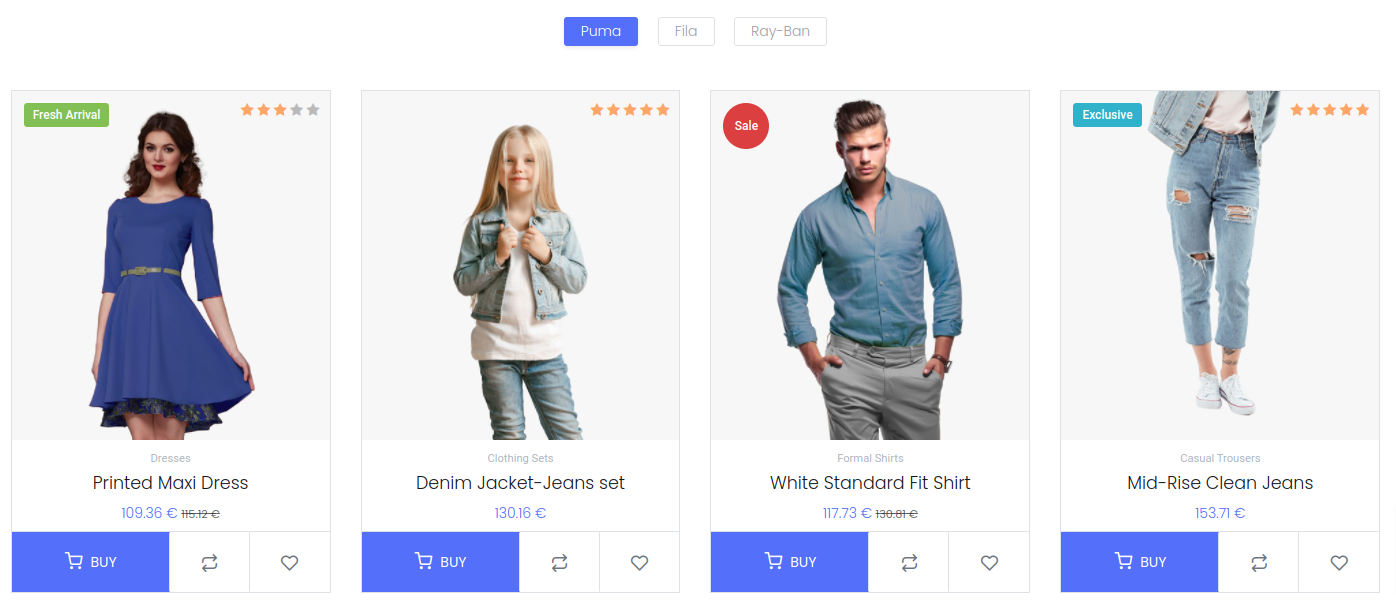 Puma Fila Ray-Ban
Fresh Arrival
Sale
Exclusive
Dresses
Printed Maxi Dress
109.36 € 115.12 €
BUY
Clothing Sets
Denim Jacket-Jeans set
130.16 €
BUY
Formal Shirts
White Standard Fit Shirt
117.73 € 130.81 €
BUY
Casual Trousers
Mid-Rise Clean Jeans
153.71 €
BUY